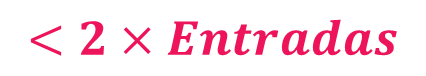 < 2 × Entradas